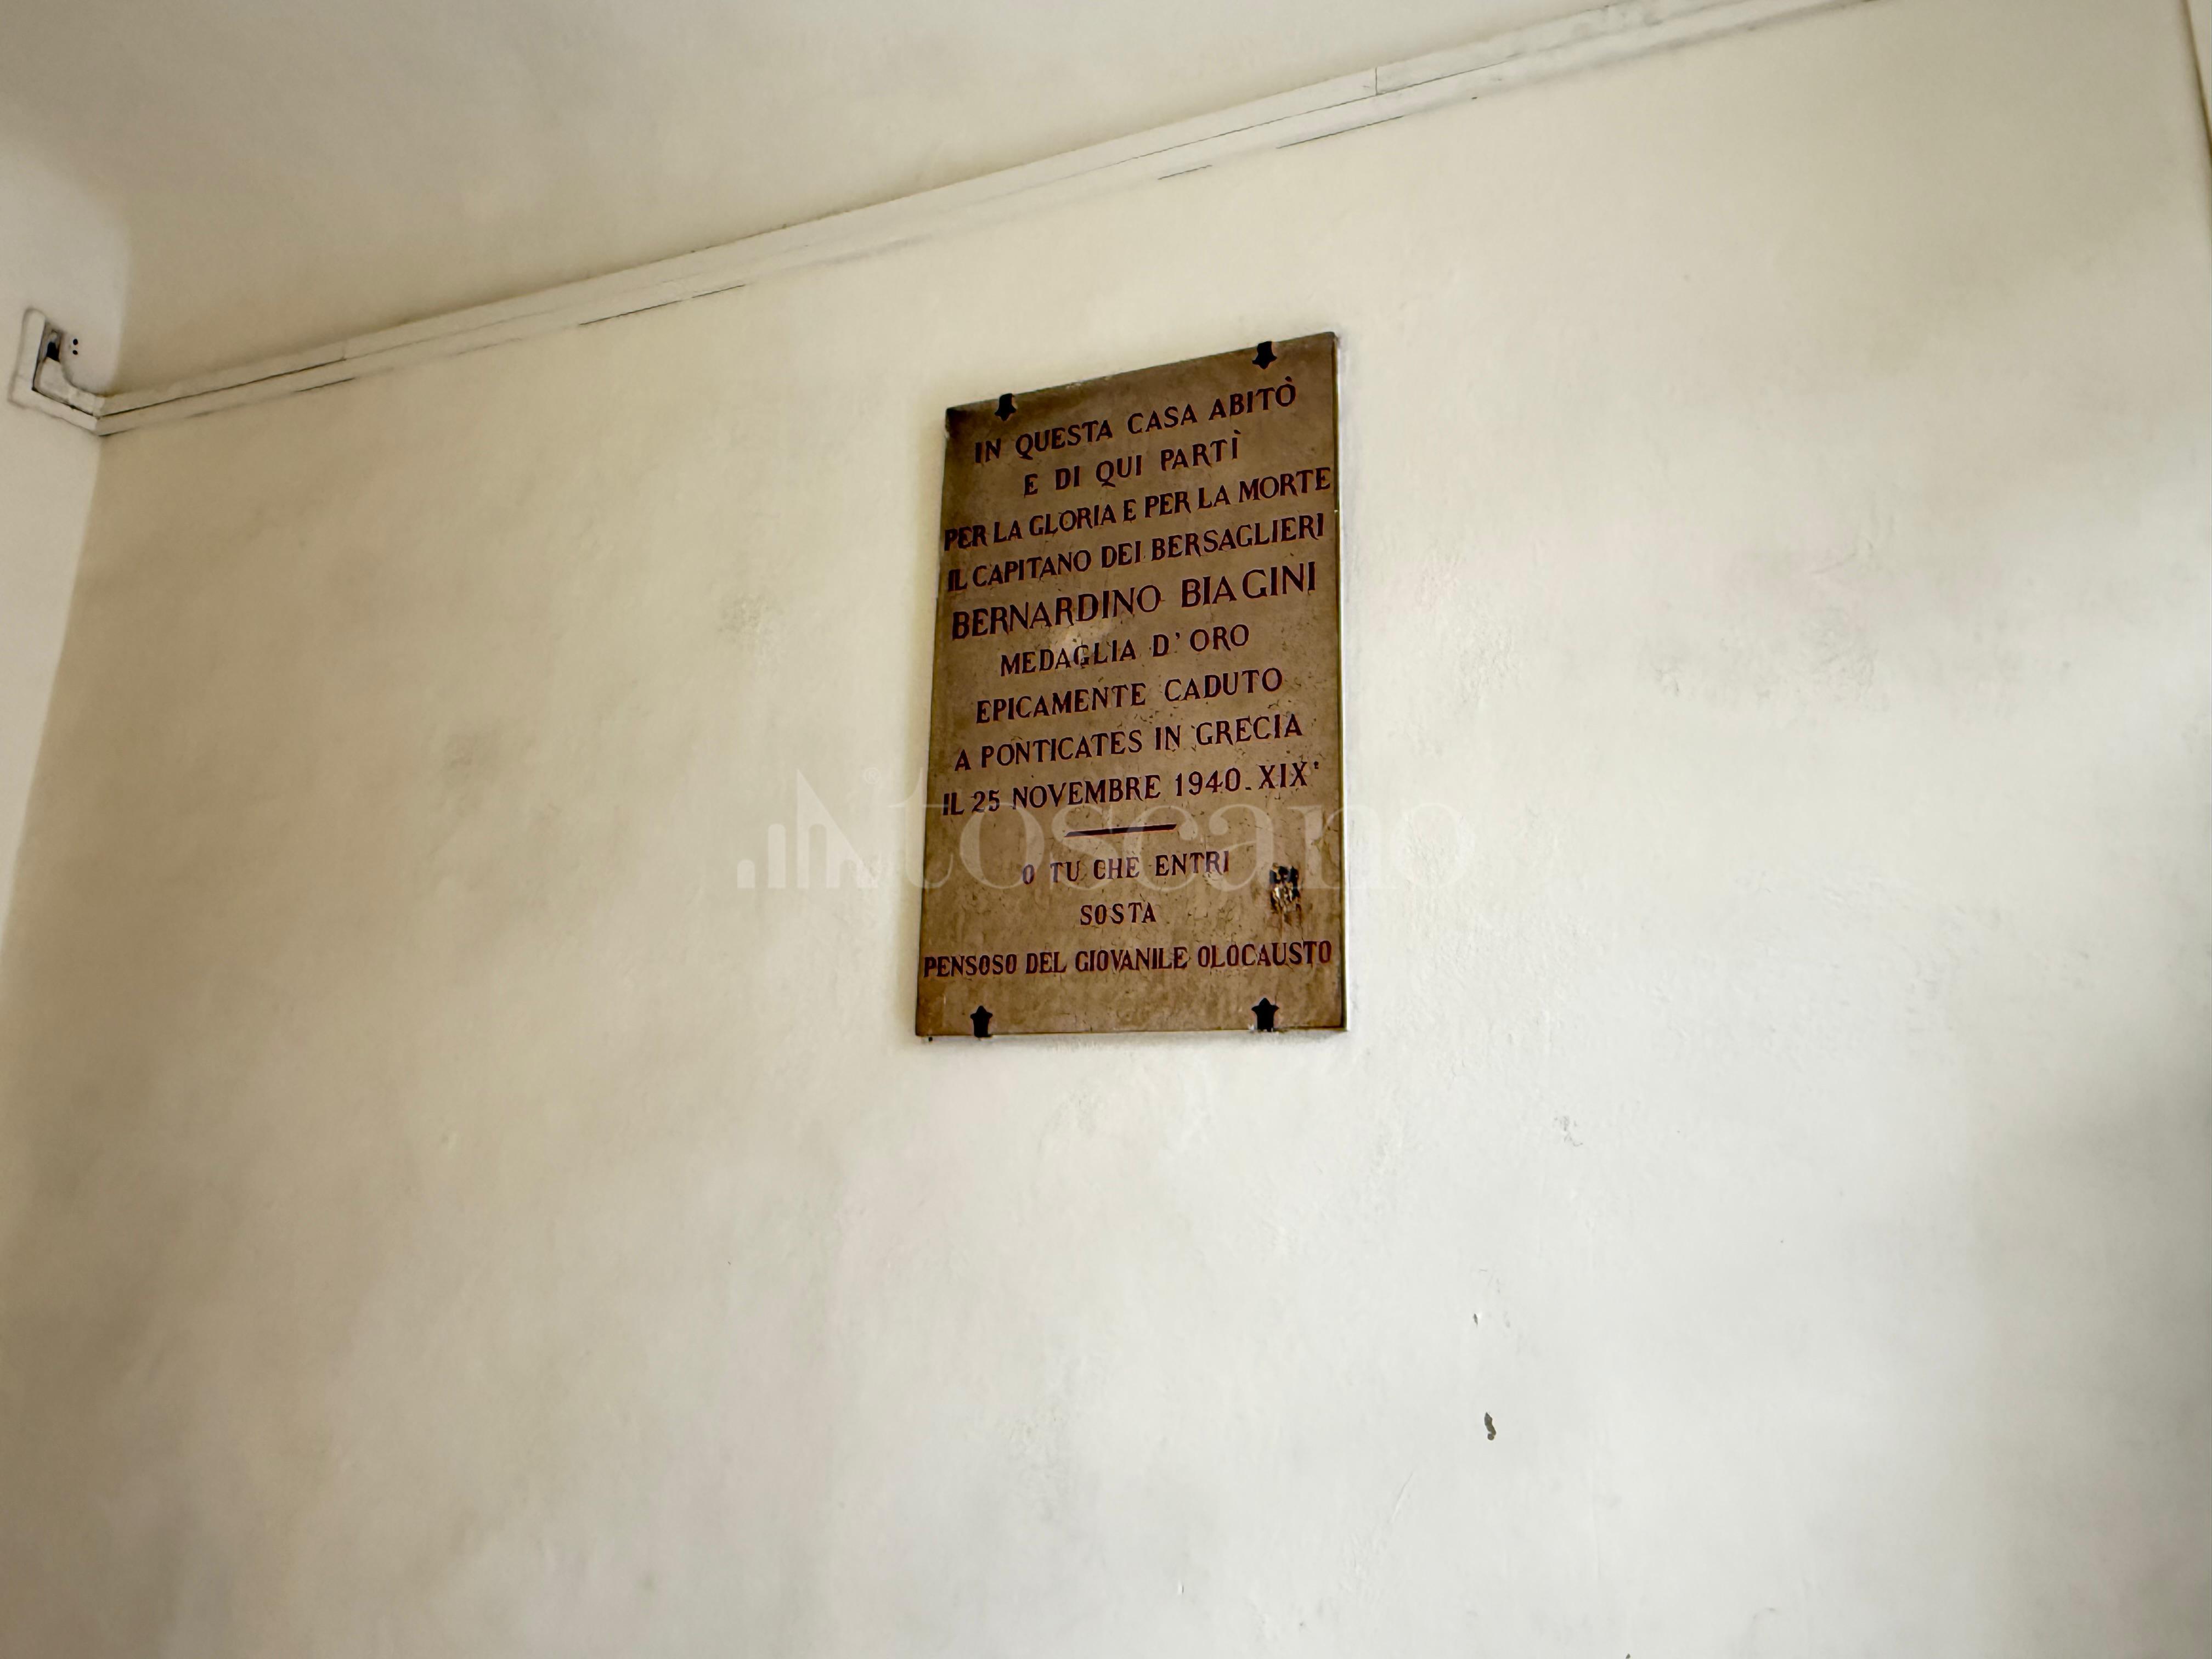 IN QUESTA CASA ABITÒ
E DI QUI PARTÌ
PER LA GLORIA E PER LA MORTE
IL CAPITANO DEI BERSAGLIERI
BERNARDINO BIAGINI
MEDAGLIA D' ORO
EPICAMENTE CADUTO
A PONTICATES IN GRECIA
IL 25 NOVEMBRE 1940. XIX°
O TU CHE ENTRI
SOSTA
PENSOSO DEL GIOVANILE OLOCAUSTO
toscano